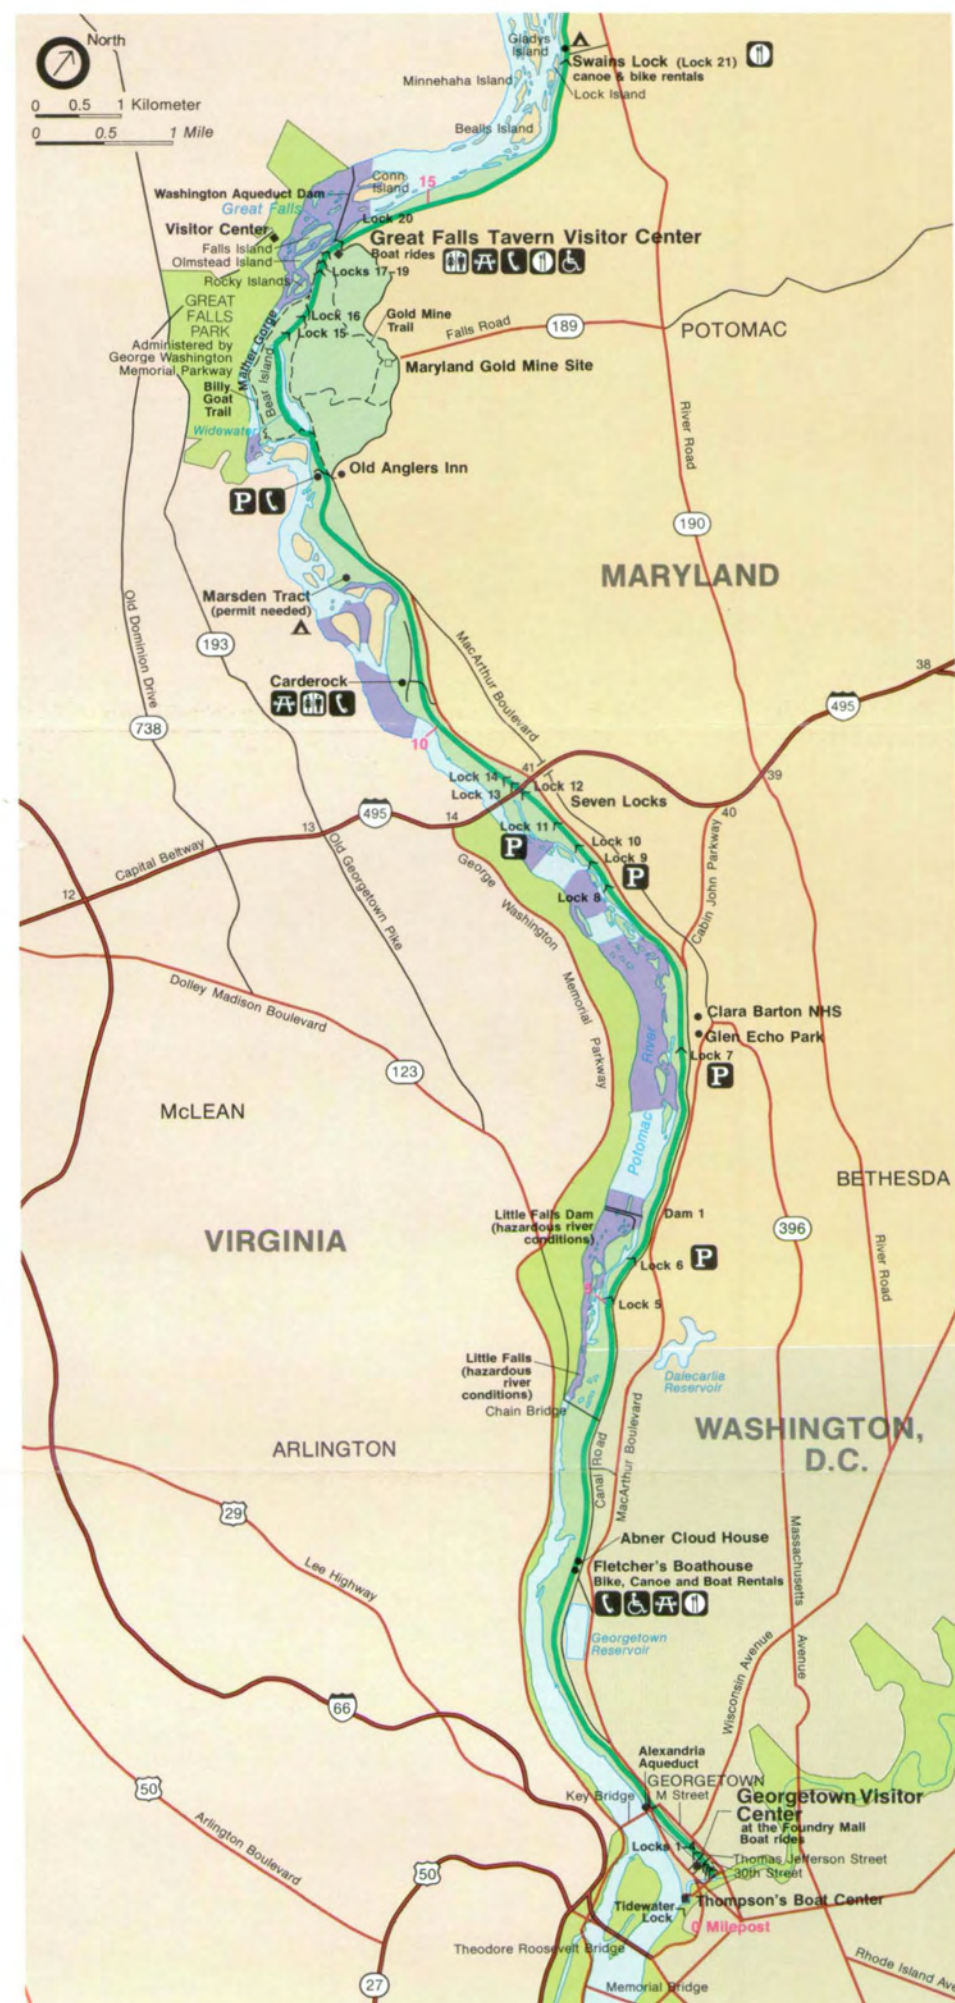 North
0 0.5 1 Kilometer
0 0.5 1 Mile
Gladys
Island
Swains Lock (Lock 21)
canoe & bike rentals
Minnehaha Island
Lock Island
Bealls Island
Washington Aqueduct Dam
Conn
Island
15
Great Falls
Lock 20
Visitor Center
Great Falls Tavern Visitor Center
Boat rides
Falls Island
Olmstead Island
Rocky Islands
Locks 17-19
GREAT
FALLS
PARK
Administered by
George Washington
Memorial Parkway
Mather Gorge
Lock 16
Lock 15
Gold Mine
Trail
Falls Road
189
POTOMAC
Maryland Gold Mine Site
Bear Island
Billy
Goat
Trail
Widewater
River Road
Old Anglers Inn
P
190
MARYLAND
Marsden Tract
(permit needed)
Old Dominion Drive
193
MacArthur Boulevard
38
Carderock
495
738
10
41
39
Lock 14
Lock 13
Lock 12
Seven Locks
40
495
14
13
Lock 11
P
Lock 10
Lock 9
P
Lock 8
Capital Beltway
12
Old Georgetown Pike
George Washington Memorial Parkway
Cabin John Parkway
Dolley Madison Boulevard
Clara Barton NHS
Glen Echo Park
River
Lock 7
P
123
McLEAN
Potomac
BETHESDA
Little Falls Dam
(hazardous river
conditions)
Dam 1
396
VIRGINIA
Lock 6
P
River Road
5
Lock 5
Little Falls
(hazardous
river
conditions)
Dalecarlia
Reservoir
Chain Bridge
WASHINGTON,
D.C.
ARLINGTON
Canal Road
MacArthur Boulevard
29
Lee Highway
Massachusetts Avenue
Abner Cloud House
Fletcher's Boathouse
Bike, Canoe and Boat Rentals
Georgetown
Reservoir
Wisconsin Avenue
66
Alexandria
Aqueduct
GEORGETOWN
50
Key Bridge
M Street
Georgetown Visitor
Center
at the Foundry Mall
Boat rides
Arlington Boulevard
Locks 1-4
Thomas Jefferson Street
30th Street
50
Tidewater
Lock
Thompson's Boat Center
0 Milepost
Theodore Roosevelt Bridge
Rhode Island Ave
27
Memorial Bridge